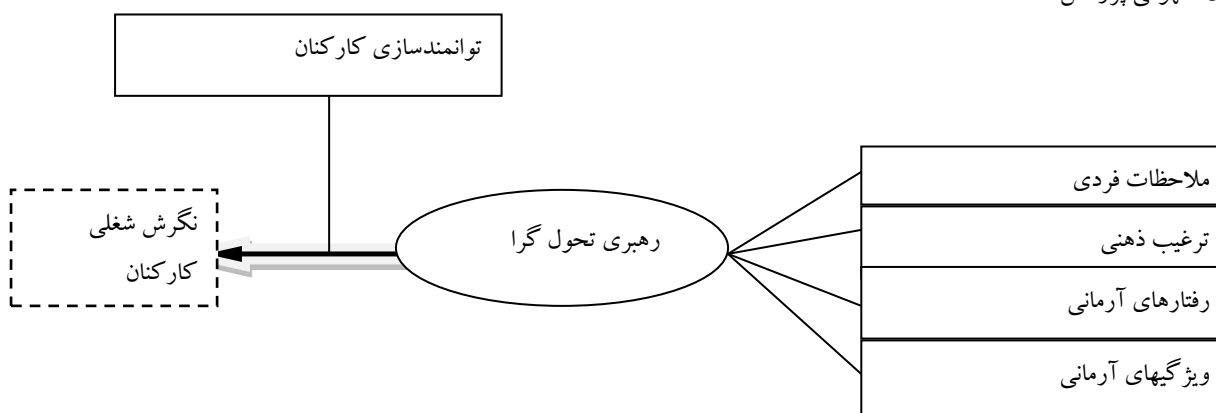 توانمندسازی کارکنان
ملاحظات فردی
ترغیب ذهنی
رفتارهای آرمانی
ویژگیهای آرمانی
رهبری تحول گرا
نگرش شغلی
کارکنان